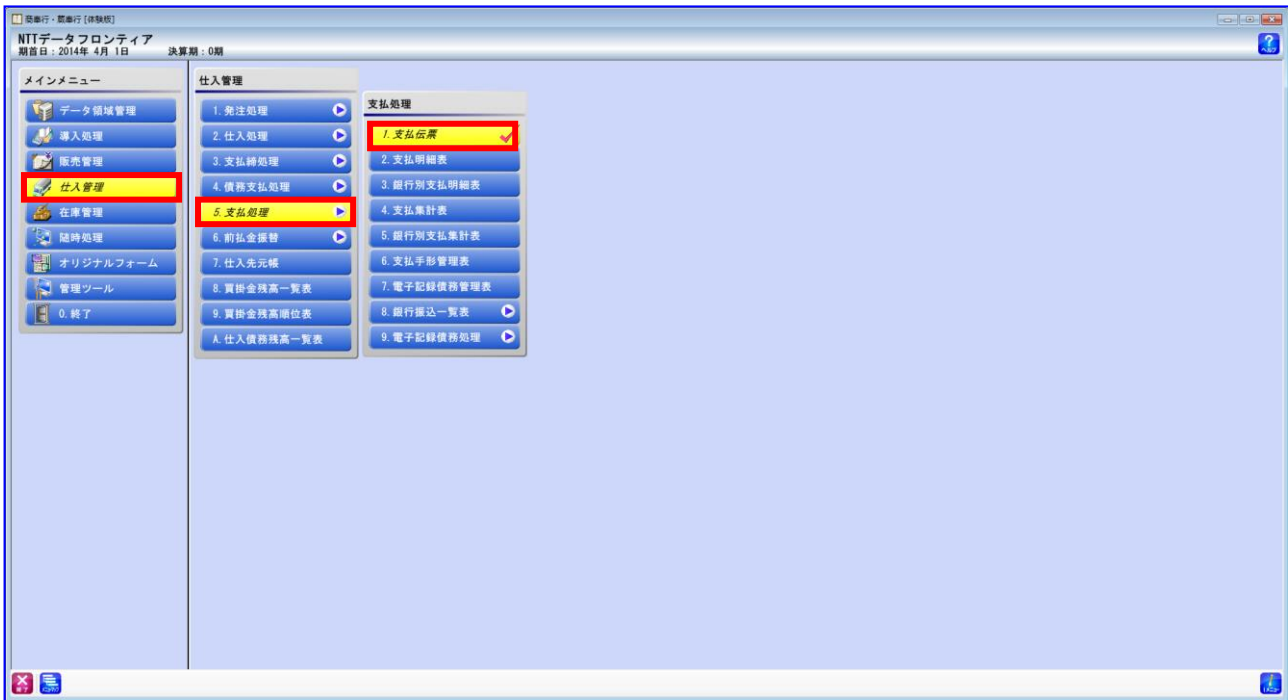 商奉行・蔵奉行 [体験版]
NTTデータフロンティア
期首日：2014年 4月 1日 決算期：0期
ヘルプ
メインメニュー
データ領域管理
導入処理
販売管理
仕入管理
在庫管理
随時処理
オリジナルフォーム
管理ツール
0. 終了
仕入管理
1. 発注処理
2. 仕入処理
3. 支払締処理
4. 債務支払処理
5. 支払処理
6. 前払金振替
7. 仕入先元帳
8. 買掛金残高一覧表
9. 買掛金残高順位表
A. 仕入債務残高一覧表
支払処理
1. 支払伝票
2. 支払明細表
3. 銀行別支払明細表
4. 支払集計表
5. 銀行別支払集計表
6. 支払手形管理表
7. 電子記録債務管理表
8. 銀行振込一覧表
9. 電子記録債務処理
終了